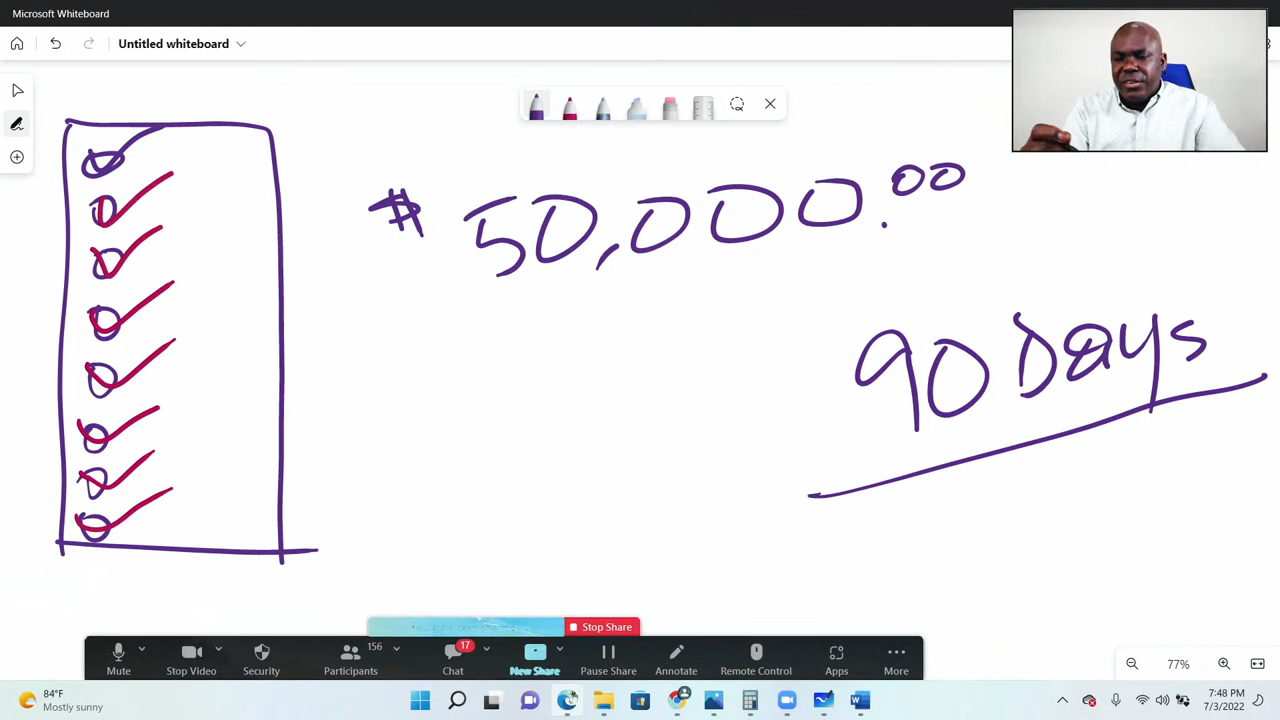 Microsoft Whiteboard
Untitled whiteboard
$ 50,000.00
90 Days
Stop Share
156
17
Mute
Stop Video
Security
Participants
Chat
New Share
Pause Share
Annotate
Remote Control
Apps
More
77%
84°F
Mostly sunny
7:48 PM
7/3/2022